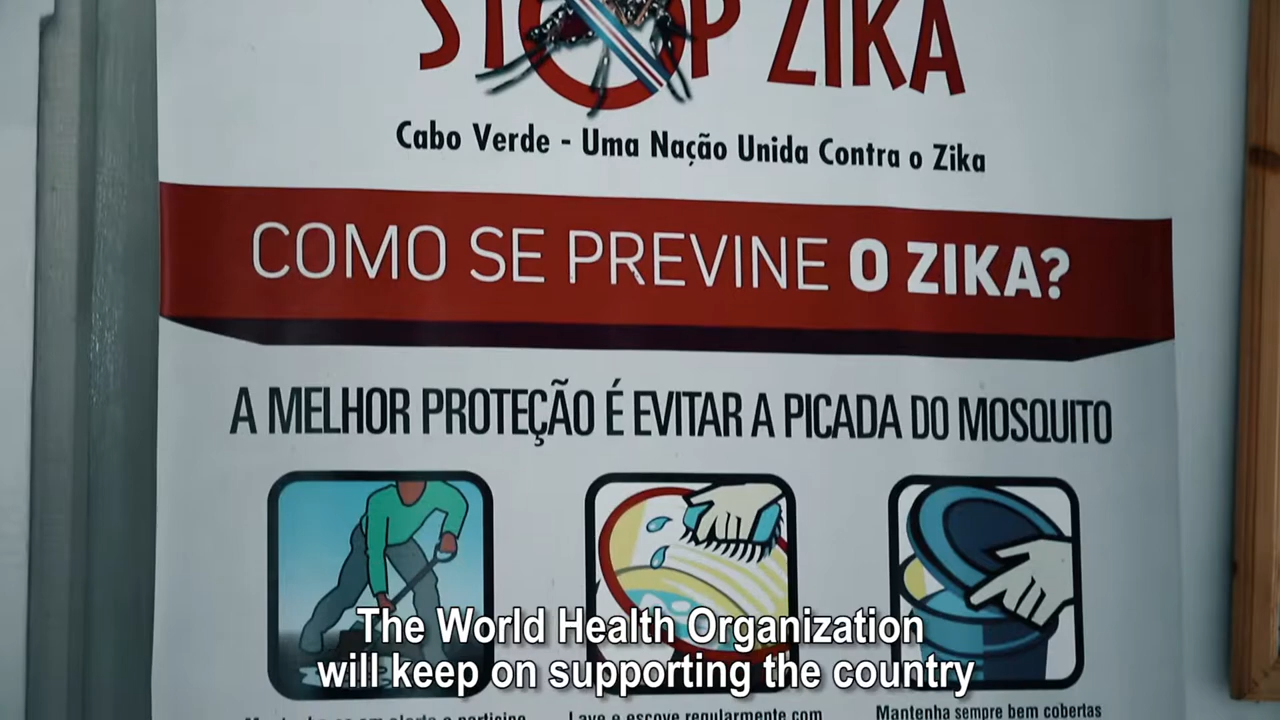 STOP ZIKA
Cabo Verde - Uma Nação Unida Contra o Zika
COMO SE PREVINE O ZIKA?
A MELHOR PROTEÇÃO É EVITAR A PICADA DO MOSQUITO
The World Health Organization
will keep on supporting the country
Lave e escove regularmente com
Mantenha sempre bem cobertas